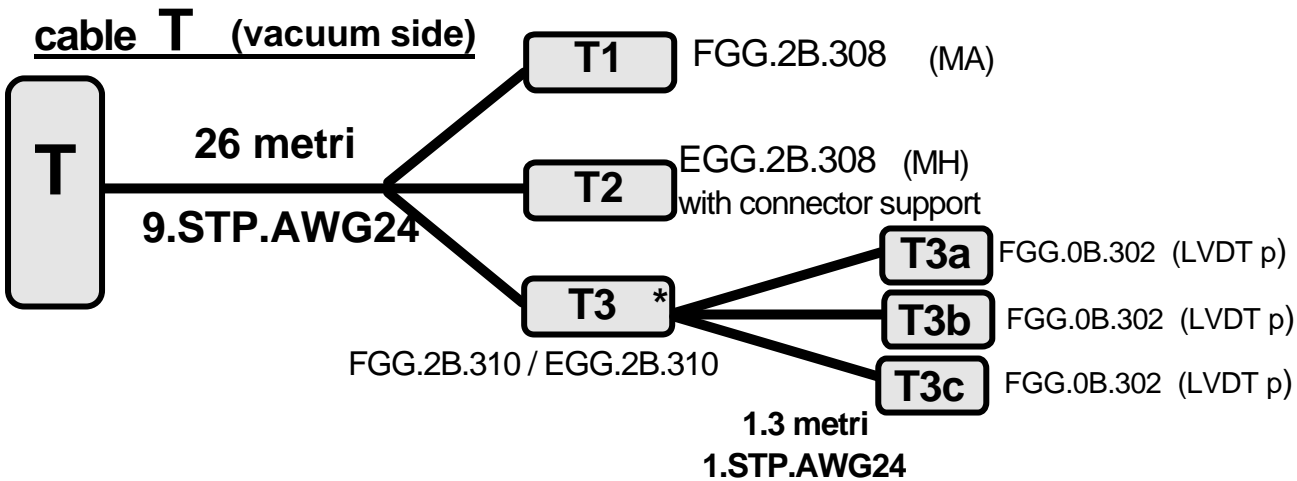 cable T (vacuum side)
T1 FGG.2B.308 (MA)
26 metri
T
T2 EGG.2B.308 (MH)
with connector support
9.STP.AWG24
T3 *
FGG.2B.310 / EGG.2B.310
T3a FGG.0B.302 (LVDT p)
T3b FGG.0B.302 (LVDT p)
T3c FGG.0B.302 (LVDT p)
1.3 metri
1.STP.AWG24